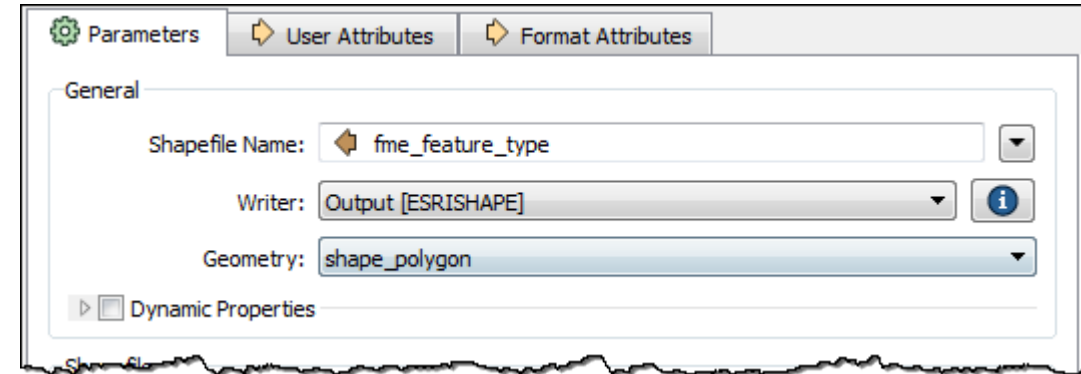 Parameters User Attributes Format Attributes
General
Shapefile Name: fme_feature_type
Writer: Output [ESRISHAPE]
Geometry: shape_polygon
Dynamic Properties